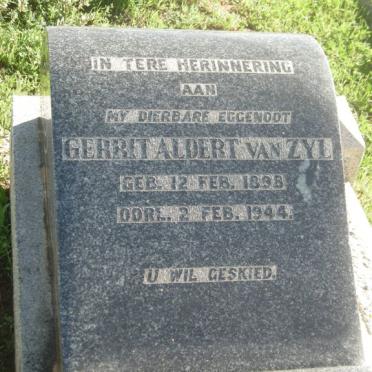 IN TERE HERINNERING
AAN
MY DIERBARE EGGENOOT
GERRIT ALDERT VAN ZYL
GEB. 12 FEB. 1898
OORL. 2 FEB. 1944.
U WIL GESKIED.